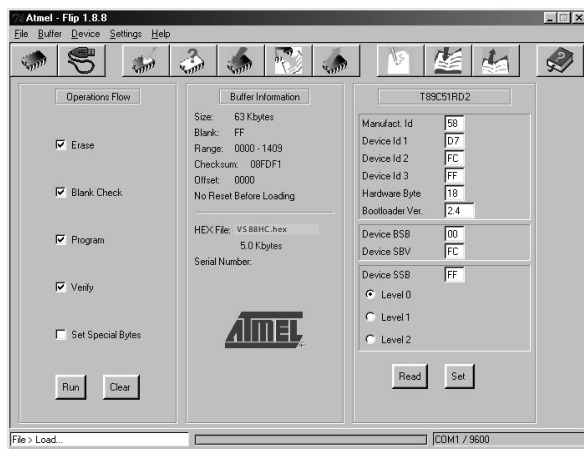 Atmel - Flip 1.8.8
File Buffer Device Settings Help
Operations Flow
Erase
Blank Check
Program
Verify
Set Special Bytes
Run Clear
Buffer Information
Size: 63 Kbytes
Blank: FF
Range: 0000 - 1409
Checksum: 08FDF1
Offset: 0000
No Reset Before Loading
HEX File: VS88HC.hex
5.0 Kbytes
Serial Number:
ATMEL
T89C51RD2
Manufact. Id 58
Device Id 1 D7
Device Id 2 FC
Device Id 3 FF
Hardware Byte 18
Bootloader Ver. 2.4
Device BSB 00
Device SBV FC
Device SSB FF
Level 0
Level 1
Level 2
Read Set
File > Load...
COM1 / 9600